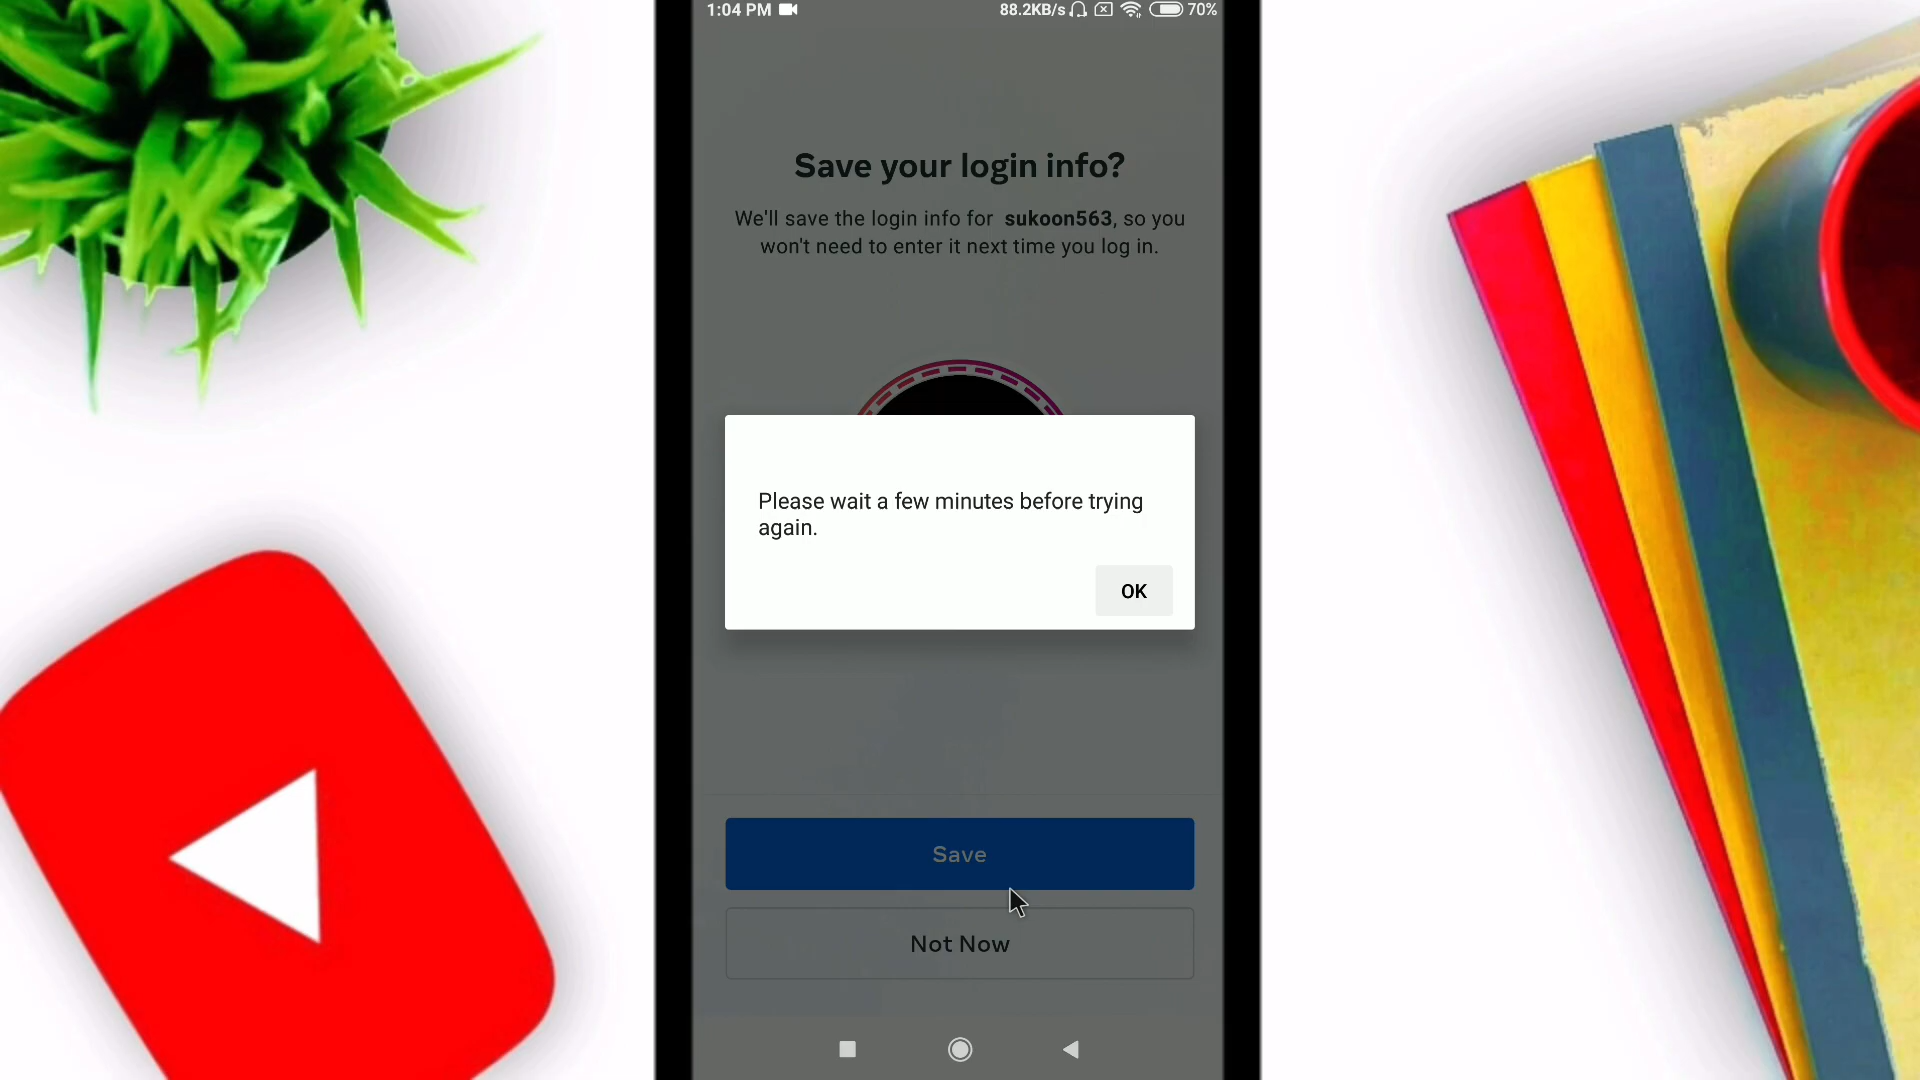 1:04 PM 88.2KB/s 70%
Save your login info?
We'll save the login info for sukoon563, so you
won't need to enter it next time you log in.
Please wait a few minutes before trying
again.
OK
Save
Not Now